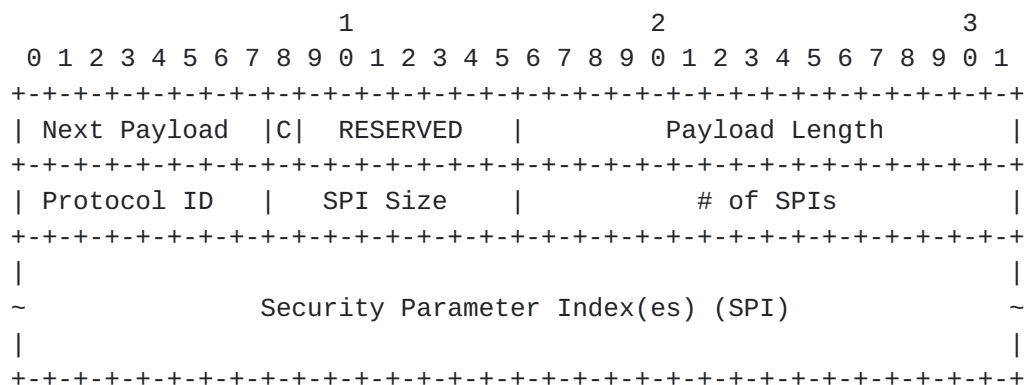 1                   2                   3
 0 1 2 3 4 5 6 7 8 9 0 1 2 3 4 5 6 7 8 9 0 1 2 3 4 5 6 7 8 9 0 1
+-+-+-+-+-+-+-+-+-+-+-+-+-+-+-+-+-+-+-+-+-+-+-+-+-+-+-+-+-+-+-+-+
| Next Payload  |C|  RESERVED   |         Payload Length        |
+-+-+-+-+-+-+-+-+-+-+-+-+-+-+-+-+-+-+-+-+-+-+-+-+-+-+-+-+-+-+-+-+
| Protocol ID   |   SPI Size    |           # of SPIs           |
+-+-+-+-+-+-+-+-+-+-+-+-+-+-+-+-+-+-+-+-+-+-+-+-+-+-+-+-+-+-+-+-+
|                                                               |
~               Security Parameter Index(es) (SPI)              ~
|                                                               |
+-+-+-+-+-+-+-+-+-+-+-+-+-+-+-+-+-+-+-+-+-+-+-+-+-+-+-+-+-+-+-+-+